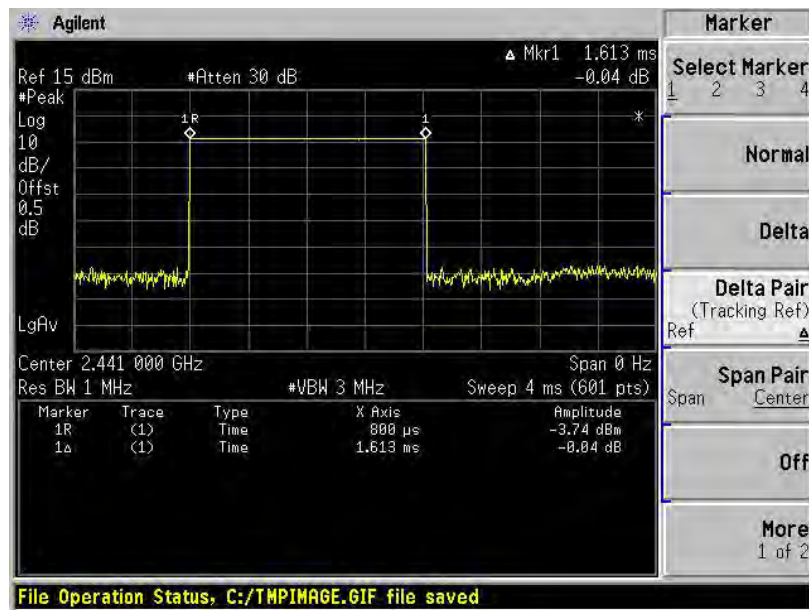 Agilent
Marker
Δ Mkr1 1.613 ms
Ref 15 dBm #Atten 30 dB -0.04 dB
#Peak
Log
10
dB/
Offst
0.5
dB
LgAv
1R
1
*
Center 2.441 000 GHz Span 0 Hz
Res BW 1 MHz #VBW 3 MHz Sweep 4 ms (601 pts)
Marker Trace Type X Axis Amplitude
1R (1) Time 800 µs -3.74 dBm
1Δ (1) Time 1.613 ms -0.04 dB
Select Marker
1 2 3 4
Normal
Delta
Delta Pair
(Tracking Ref)
Ref Δ
Span Pair
Span Center
Off
More
1 of 2
File Operation Status, C:/TMPIMAGE.GIF file saved